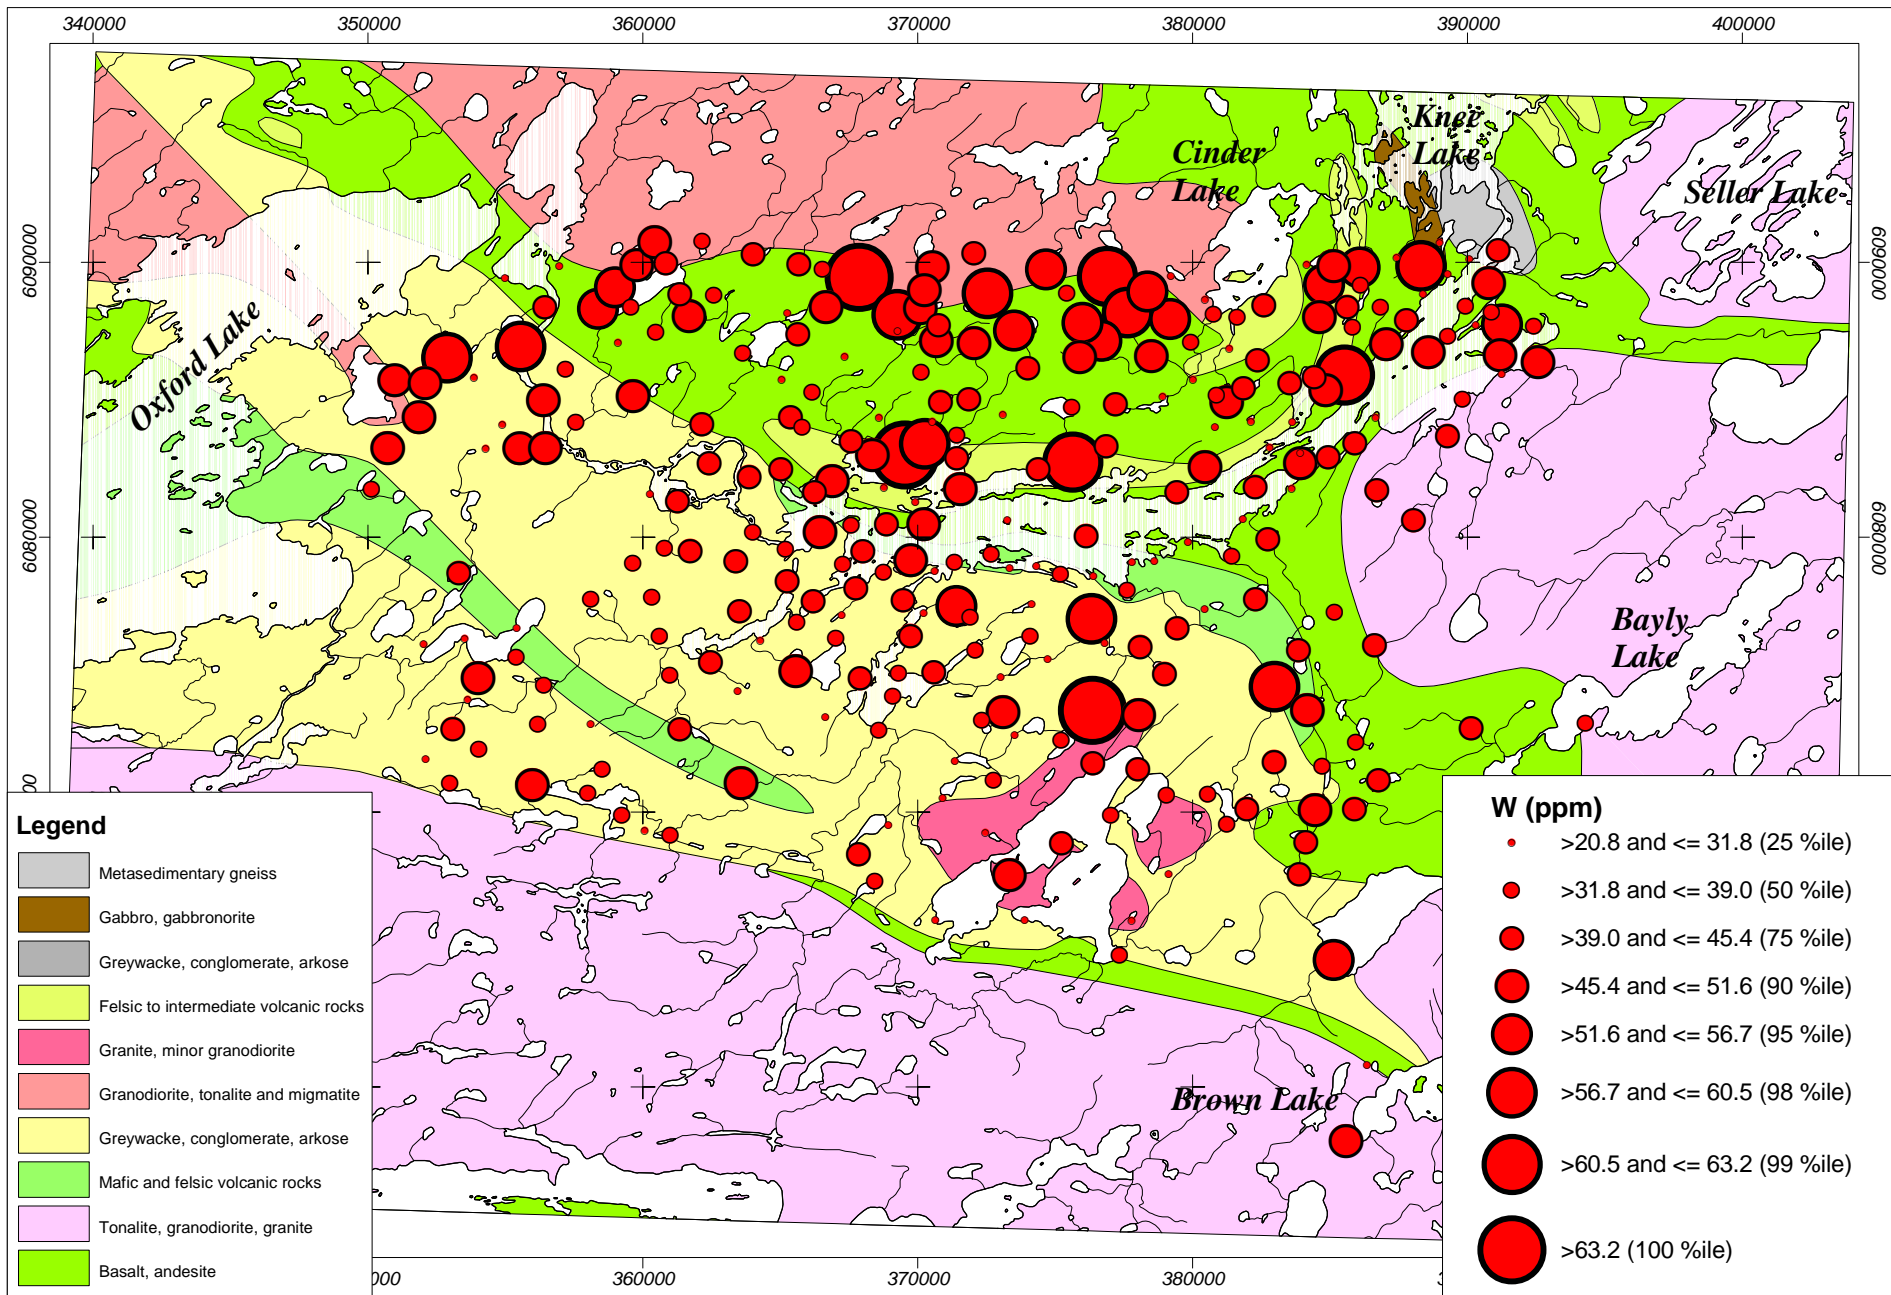 340000 350000 360000 370000 380000 390000 400000
Knee
Lake
Cinder
Lake
Seller Lake
6090000 6090000
Oxford Lake
6080000 6080000
Bayly
Lake
Brown Lake
Legend
Metasedimentary gneiss
Gabbro, gabbronorite
Greywacke, conglomerate, arkose
Felsic to intermediate volcanic rocks
Granite, minor granodiorite
Granodiorite, tonalite and migmatite
Greywacke, conglomerate, arkose
Mafic and felsic volcanic rocks
Tonalite, granodiorite, granite
Basalt, andesite
W (ppm)
>20.8 and <= 31.8 (25 %ile)
>31.8 and <= 39.0 (50 %ile)
>39.0 and <= 45.4 (75 %ile)
>45.4 and <= 51.6 (90 %ile)
>51.6 and <= 56.7 (95 %ile)
>56.7 and <= 60.5 (98 %ile)
>60.5 and <= 63.2 (99 %ile)
>63.2 (100 %ile)
360000 370000 380000